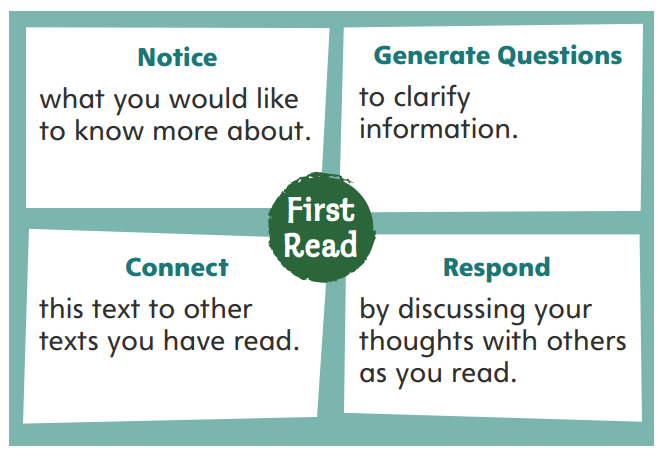 Notice
what you would like
to know more about.
Generate Questions
to clarify
information.
First
Read
Connect
this text to other
texts you have read.
Respond
by discussing your
thoughts with others
as you read.